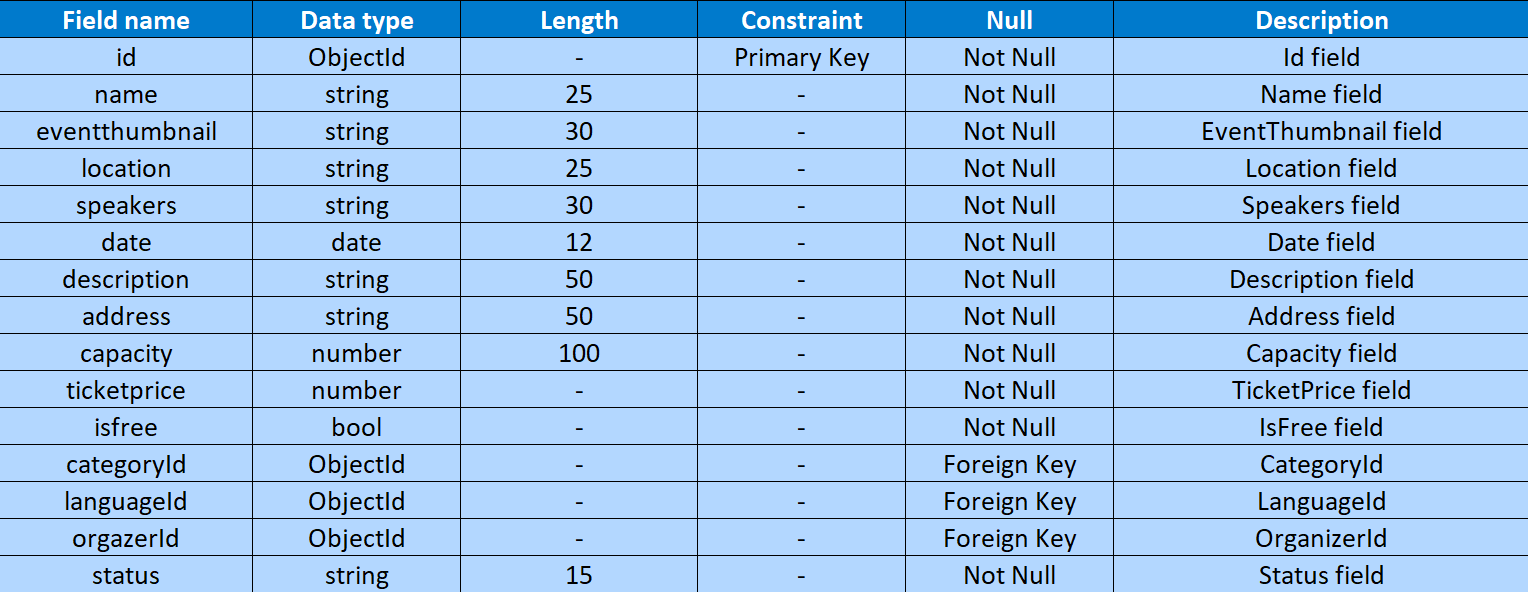 Field name Data type Length Constraint Null Description
id ObjectId - Primary Key Not Null Id field
name string 25 - Not Null Name field
eventthumbnail string 30 - Not Null EventThumbnail field
location string 25 - Not Null Location field
speakers string 30 - Not Null Speakers field
date date 12 - Not Null Date field
description string 50 - Not Null Description field
address string 50 - Not Null Address field
capacity number 100 - Not Null Capacity field
ticketprice number - - Not Null TicketPrice field
isfree bool - - Not Null IsFree field
categoryId ObjectId - - Foreign Key CategoryId
languageId ObjectId - - Foreign Key LanguageId
orgazerId ObjectId - - Foreign Key OrganizerId
status string 15 - Not Null Status field